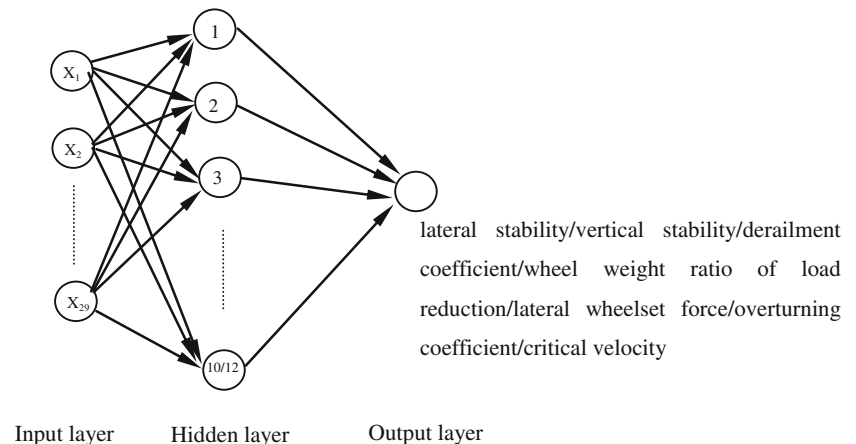 1
X1
2
X2
3
lateral stability/vertical stability/derailment
coefficient/wheel weight ratio of load
reduction/lateral wheelset force/overturning
coefficient/critical velocity
X29
10/12
Input layer Hidden layer Output layer